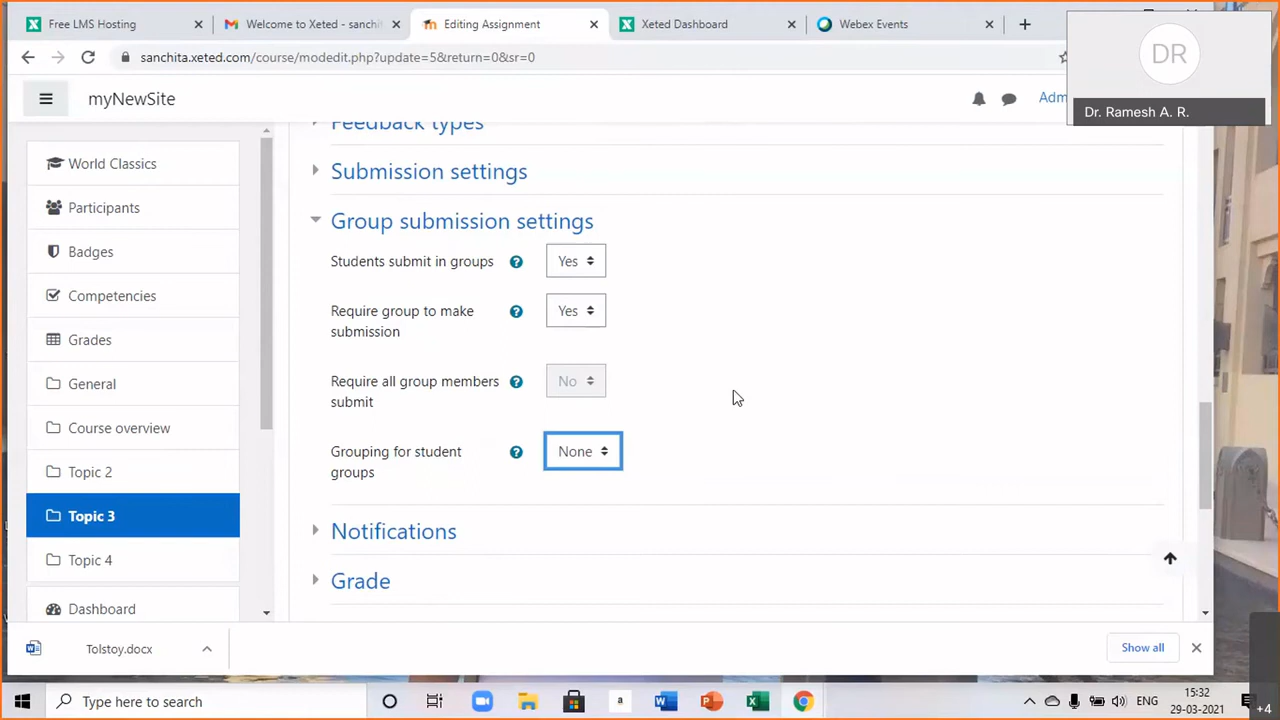 Free LMS Hosting
Welcome to Xeted - sanchit
Editing Assignment
Xeted Dashboard
Webex Events
sanchita.xeted.com/course/modedit.php?update=5&return=0&sr=0
DR
Dr. Ramesh A. R.
myNewSite
Adm
World Classics
Participants
Badges
Competencies
Grades
General
Course overview
Topic 2
Topic 3
Topic 4
Dashboard
Feedback types
Submission settings
Group submission settings
Students submit in groups
Yes
Require group to make
submission
Yes
Require all group members
submit
No
Grouping for student
groups
None
Notifications
Grade
Tolstoy.docx
Show all
Type here to search
a
ENG
15:32
29-03-2021
+4